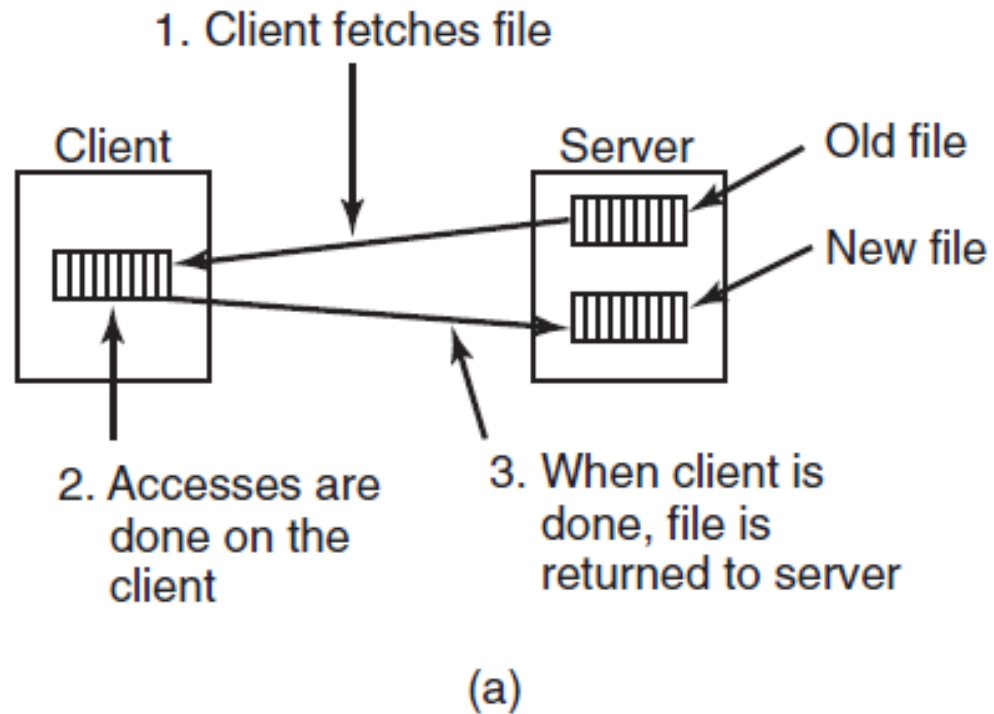 1. Client fetches file
Client
Server
Old file
New file
2. Accesses are
done on the
client
3. When client is
done, file is
returned to server
(a)